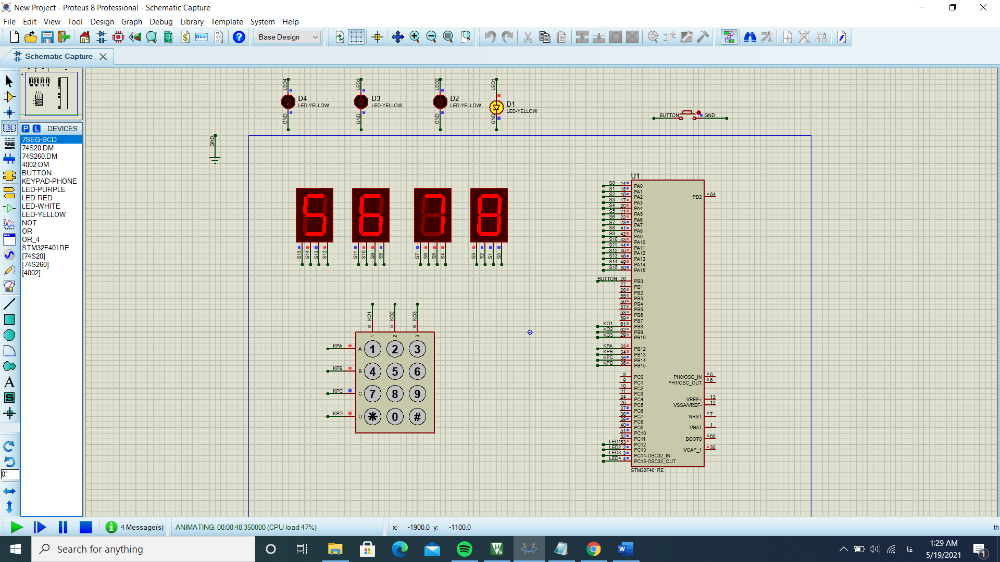 New Project - Proteus 8 Professional - Schematic Capture
File Edit View Tool Design Graph Debug Library Template System Help
Base Design
Schematic Capture
P L DEVICES
7SEG-BCD
74S20.DM
74S260.DM
4002.DM
BUTTON
KEYPAD-PHONE
LED-PURPLE
LED-RED
LED-WHITE
LED-YELLOW
NOT
OR
OR_4
STM32F401RE
[74S20]
[74S260]
[4002]
LBL
A
S
0°
LED4
D4
LED-YELLOW
GND
LED3
D3
LED-YELLOW
GND
LED2
D2
LED-YELLOW
GND
LED1
D1
LED-YELLOW
GND
BUTTON GND
GND
5 6 7 8
S15 S14 S13 S12
S11 S10 S9 S8
S7 S6 S5 S4
S3 S2 S1 S0
KO1 KO2 KO3
1 2 3
KPA A 1 2 3
KPB B 4 5 6
KPC C 7 8 9
KPD D * 0 #
U1
S0 14 PA0
S1 15 PA1
S2 16 PA2
S3 17 PA3
S4 20 PA4
S5 21 PA5
S6 22 PA6
S7 23 PA7
S8 41 PA8
S9 42 PA9
S10 43 PA10
S11 44 PA11
S12 45 PA12
S13 46 PA13
S14 49 PA14
S15 50 PA15
BUTTON 26 PB0
27 PB1
28 PB2
55 PB3
56 PB4
57 PB5
58 PB6
59 PB7
KO1 61 PB8
KO2 62 PB9
KO3 29 PB10
KPA 33 PB12
KPB 34 PB13
KPC 35 PB14
KPD 36 PB15
8 PC0
9 PC1
10 PC2
11 PC3
24 PC4
25 PC5
37 PC6
38 PC7
39 PC8
40 PC9
51 PC10
52 PC11
LED1 53 PC12
LED2 2 PC13
LED3 3 PC14-OSC32_IN
LED4 4 PC15-OSC32_OUT
PD2 54
PH0/OSC_IN 5
PH1/OSC_OUT 6
VREF+ 13
VSSA/VREF- 12
NRST 7
VBAT 1
BOOT0 60
VCAP_1 30
STM32F401RE
4 Message(s) ANIMATING: 00:00:48.350000 (CPU load 47%) x: -1900.0 y: -1100.0 th
Search for anything
فا
1:29 AM
5/19/2021
1